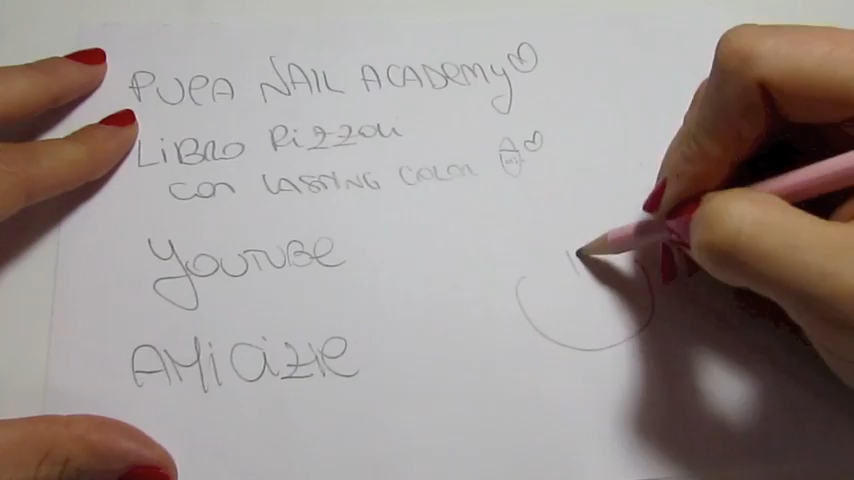 PUPA NAIL ACADEMY
LIBRO RIZZOLI
CON LASTING COLOR
YOUTUBE
AMICIZIE